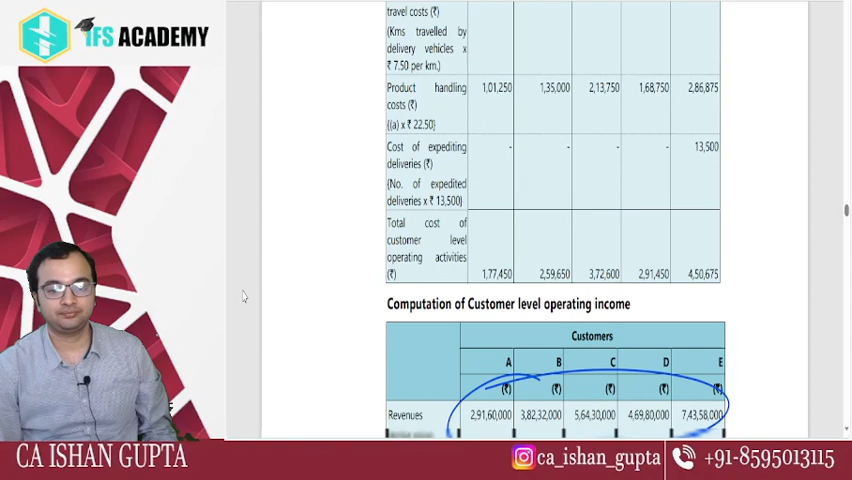 IFS ACADEMY
travel costs (₹)
(Kms travelled by
delivery vehicles x
₹ 7.50 per km.)
Product handling 1,01,250 1,35,000 2,13,750 1,68,750 2,86,875
costs (₹)
{(a) x ₹ 22.50}
Cost of expediting - - - - 13,500
deliveries (₹)
{No. of expedited
deliveries x ₹ 13,500}
Total cost of
customer level
operating activities
(₹) 1,77,450 2,59,650 3,72,600 2,91,450 4,50,675
Computation of Customer level operating income
Customers
A B C D E
(₹) (₹) (₹) (₹) (₹)
Revenues 2,91,60,000 3,82,32,000 5,64,30,000 4,69,80,000 7,43,58,000
CA ISHAN GUPTA ca_ishan_gupta +91-8595013115